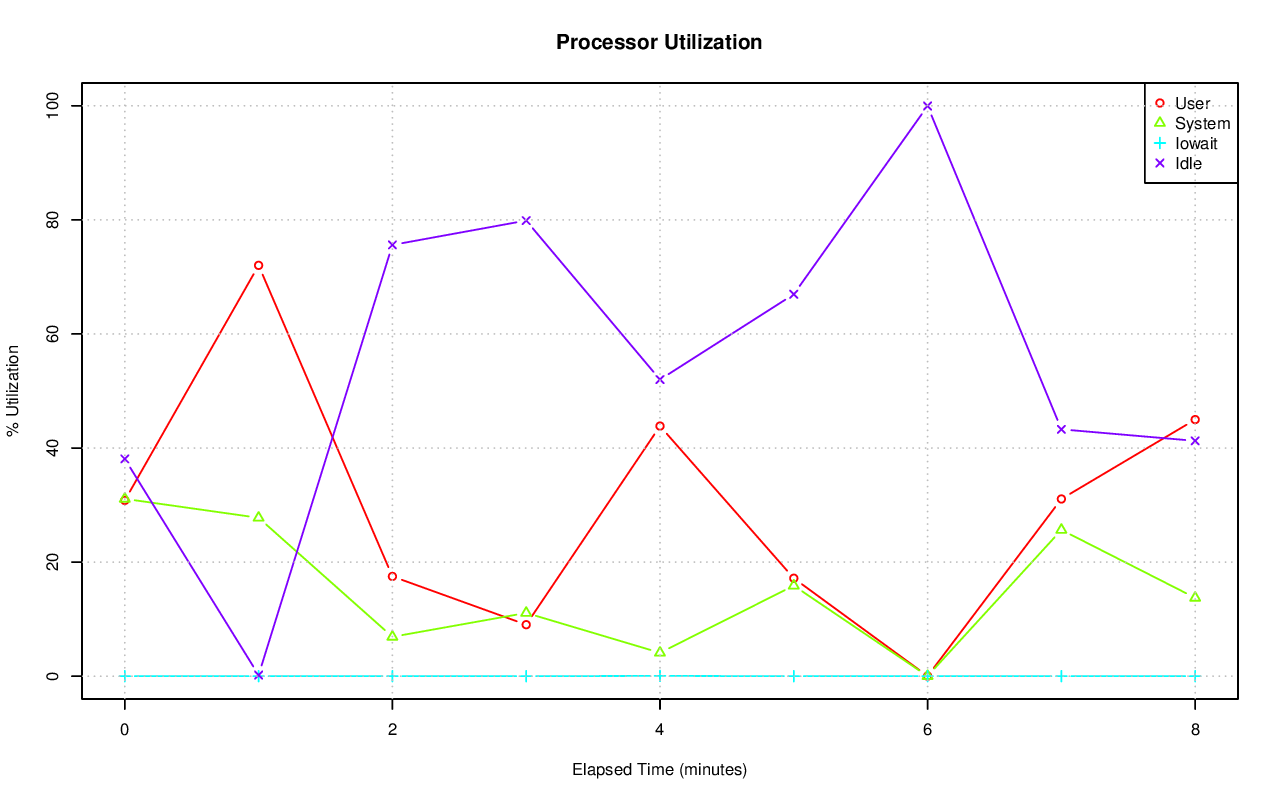 Processor Utilization
User
System
Iowait
Idle
% Utilization
100
80
60
40
20
0
0 2 4 6 8
Elapsed Time (minutes)